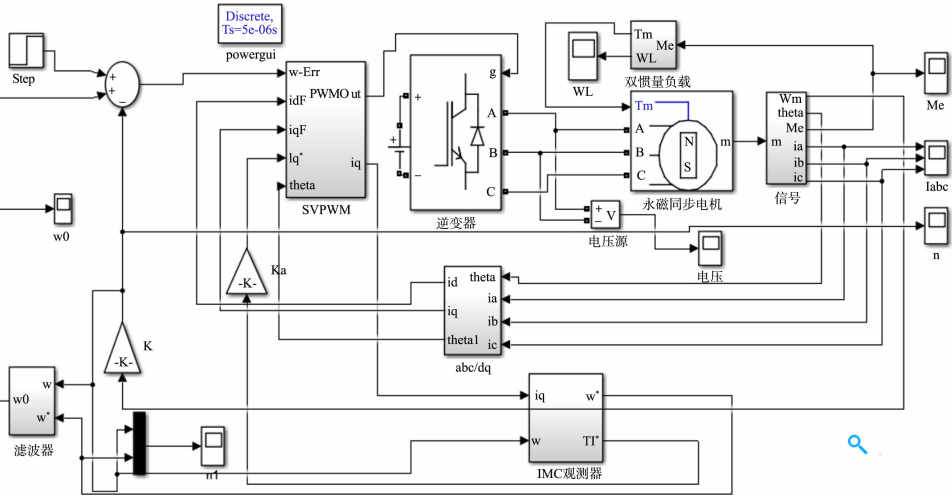 Discrete,
Ts=5e-06s
powergui
Step
+
+
−
w-Err
idF
iqF
Iq*
theta
PWMOut
iq
SVPWM
g
+
−
A
B
C
逆变器
+
WL
Tm
Me
WL
双惯量负载
Tm
A
B
C
N
S
m
永磁同步电机
m
Wm
theta
Me
ia
ib
ic
信号
Me
Iabc
n
+
−
V
电压源
电压
w0
Ka
-K-
id
iq
theta1
theta
ia
ib
ic
abc/dq
K
-K-
w0
w
w*
滤波器
n1
iq
w
w*
TI*
IMC观测器